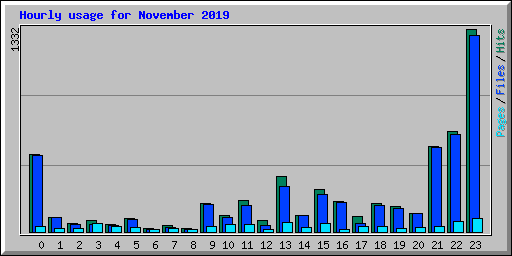 Hourly usage for November 2019
1332
Pages/Files/Hits
0 1 2 3 4 5 6 7 8 9 10 11 12 13 14 15 16 17 18 19 20 21 22 23